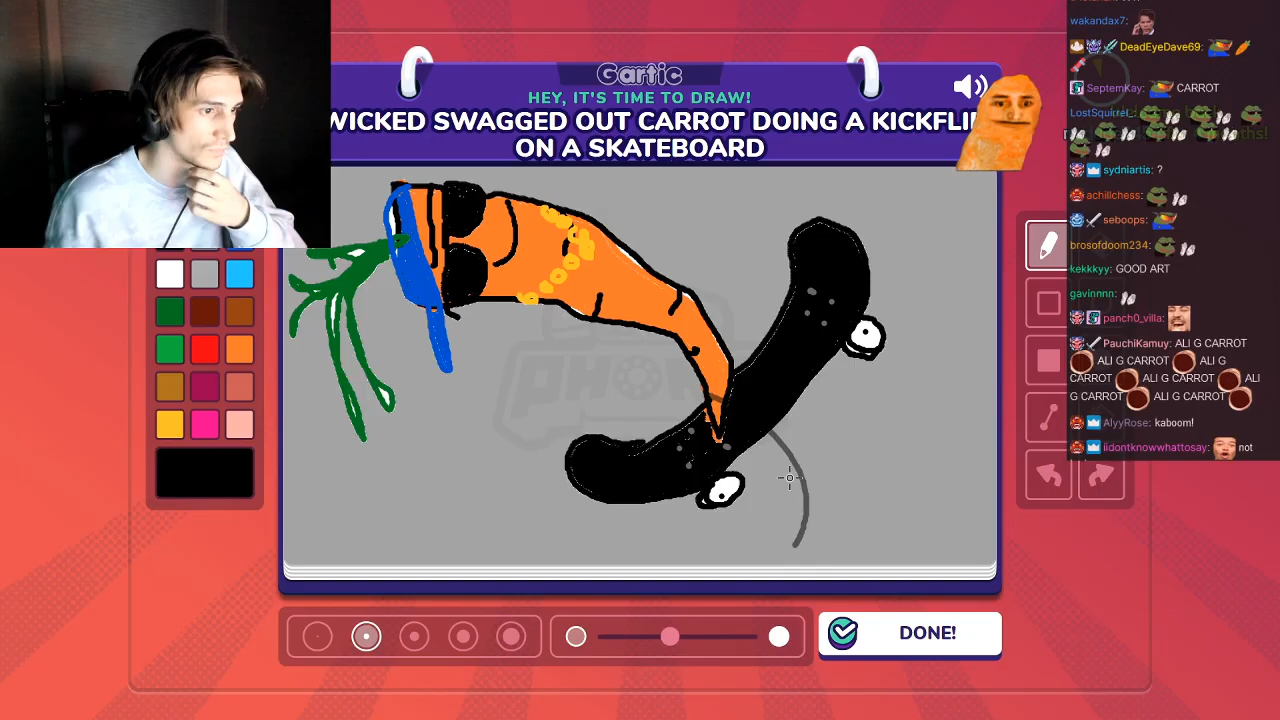 Gartic
HEY, IT'S TIME TO DRAW!
WICKED SWAGGED OUT CARROT DOING A KICKFLIP
ON A SKATEBOARD
PHONE
DONE!
wakandax7:
DeadEyeDave69:
SeptemKay: CARROT
LostSquirrel_:
sydniartis: ?
achillchess:
seboops:
brosofdoom234:
kekkkyy: GOOD ART
gavinnnn:
panch0_villa:
PauchiKamuy: ALI G CARROT
ALI G CARROT ALI G
CARROT ALI G CARROT ALI
G CARROT ALI G CARROT
AlyyRose: kaboom!
iidontknowwhattosay: not